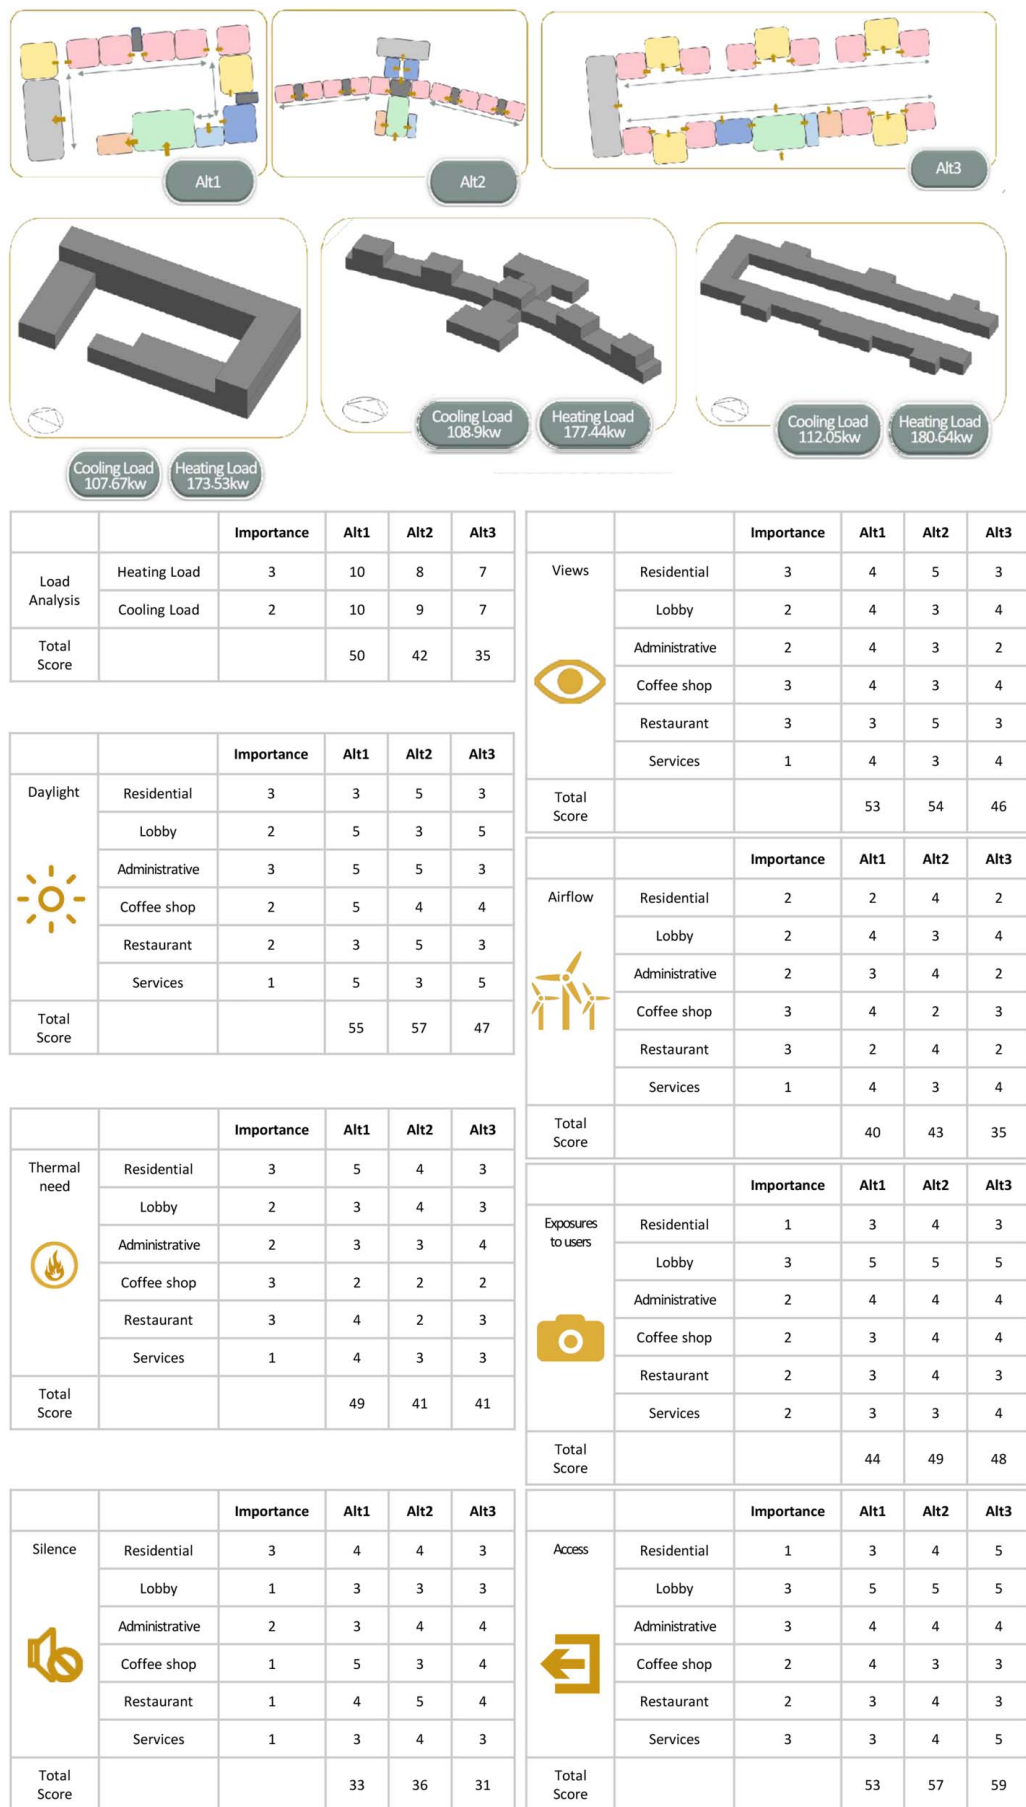 Alt1
Alt2
Alt3
Cooling Load
107.67kw
Heating Load
173.53kw
Cooling Load
108.9kw
Heating Load
177.44kw
Cooling Load
112.05kw
Heating Load
180.64kw
Importance Alt1 Alt2 Alt3
Load Analysis
Heating Load 3 10 8 7
Cooling Load 2 10 9 7
Total Score 50 42 35
Importance Alt1 Alt2 Alt3
Daylight
Residential 3 3 5 3
Lobby 2 5 3 5
Administrative 3 5 5 3
Coffee shop 2 5 4 4
Restaurant 2 3 5 3
Services 1 5 3 5
Total Score 55 57 47
Importance Alt1 Alt2 Alt3
Thermal need
Residential 3 5 4 3
Lobby 2 3 4 3
Administrative 2 3 3 4
Coffee shop 3 2 2 2
Restaurant 3 4 2 3
Services 1 4 3 3
Total Score 49 41 41
Importance Alt1 Alt2 Alt3
Silence
Residential 3 4 4 3
Lobby 1 3 3 3
Administrative 2 3 4 4
Coffee shop 1 5 3 4
Restaurant 1 4 5 4
Services 1 3 4 3
Total Score 33 36 31
Importance Alt1 Alt2 Alt3
Views
Residential 3 4 5 3
Lobby 2 4 3 4
Administrative 2 4 3 2
Coffee shop 3 4 3 4
Restaurant 3 3 5 3
Services 1 4 3 4
Total Score 53 54 46
Importance Alt1 Alt2 Alt3
Airflow
Residential 2 2 4 2
Lobby 2 4 3 4
Administrative 2 3 4 2
Coffee shop 3 4 2 3
Restaurant 3 2 4 2
Services 1 4 3 4
Total Score 40 43 35
Importance Alt1 Alt2 Alt3
Exposures to users
Residential 1 3 4 3
Lobby 3 5 5 5
Administrative 2 4 4 4
Coffee shop 2 3 4 4
Restaurant 2 3 4 3
Services 2 3 3 4
Total Score 44 49 48
Importance Alt1 Alt2 Alt3
Access
Residential 1 3 4 5
Lobby 3 5 5 5
Administrative 3 4 4 4
Coffee shop 2 4 3 3
Restaurant 2 3 4 3
Services 3 3 4 5
Total Score 53 57 59